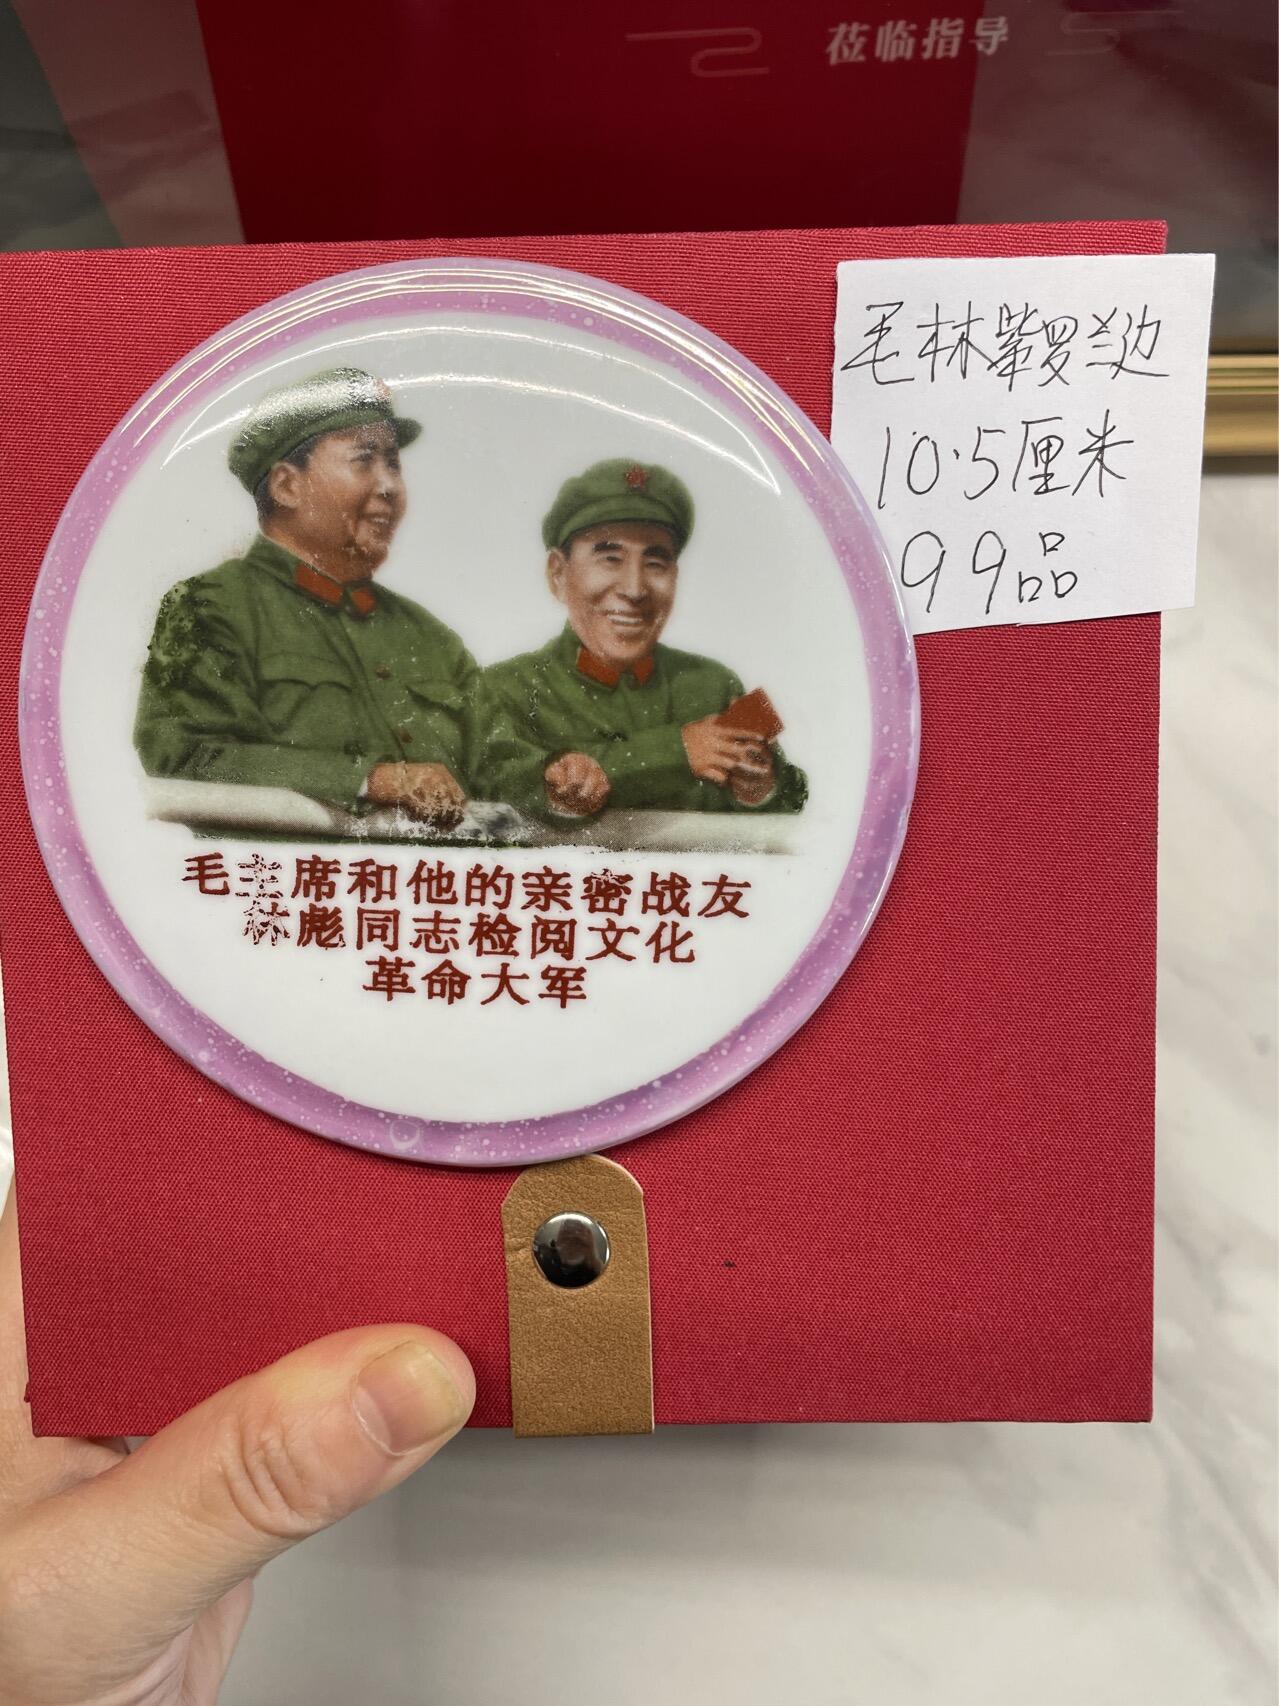 莅临指导
毛林紫罗兰边
10.5厘米
99品
毛主席和他的亲密战友
林彪同志检阅文化
革命大军